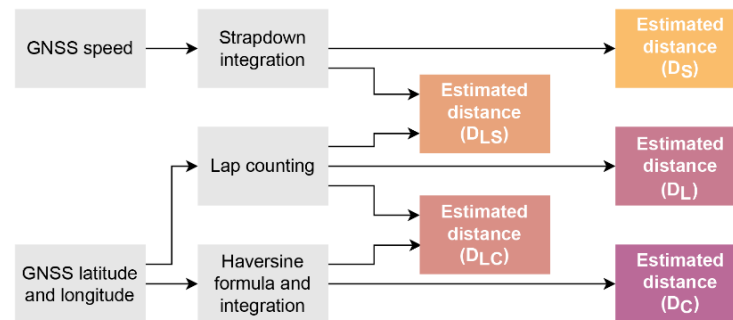 GNSS speed
Strapdown
integration
Estimated
distance
(DS)
Estimated
distance
(DLS)
Lap counting
Estimated
distance
(DL)
Estimated
distance
(DLC)
GNSS latitude
and longitude
Haversine
formula and
integration
Estimated
distance
(DC)